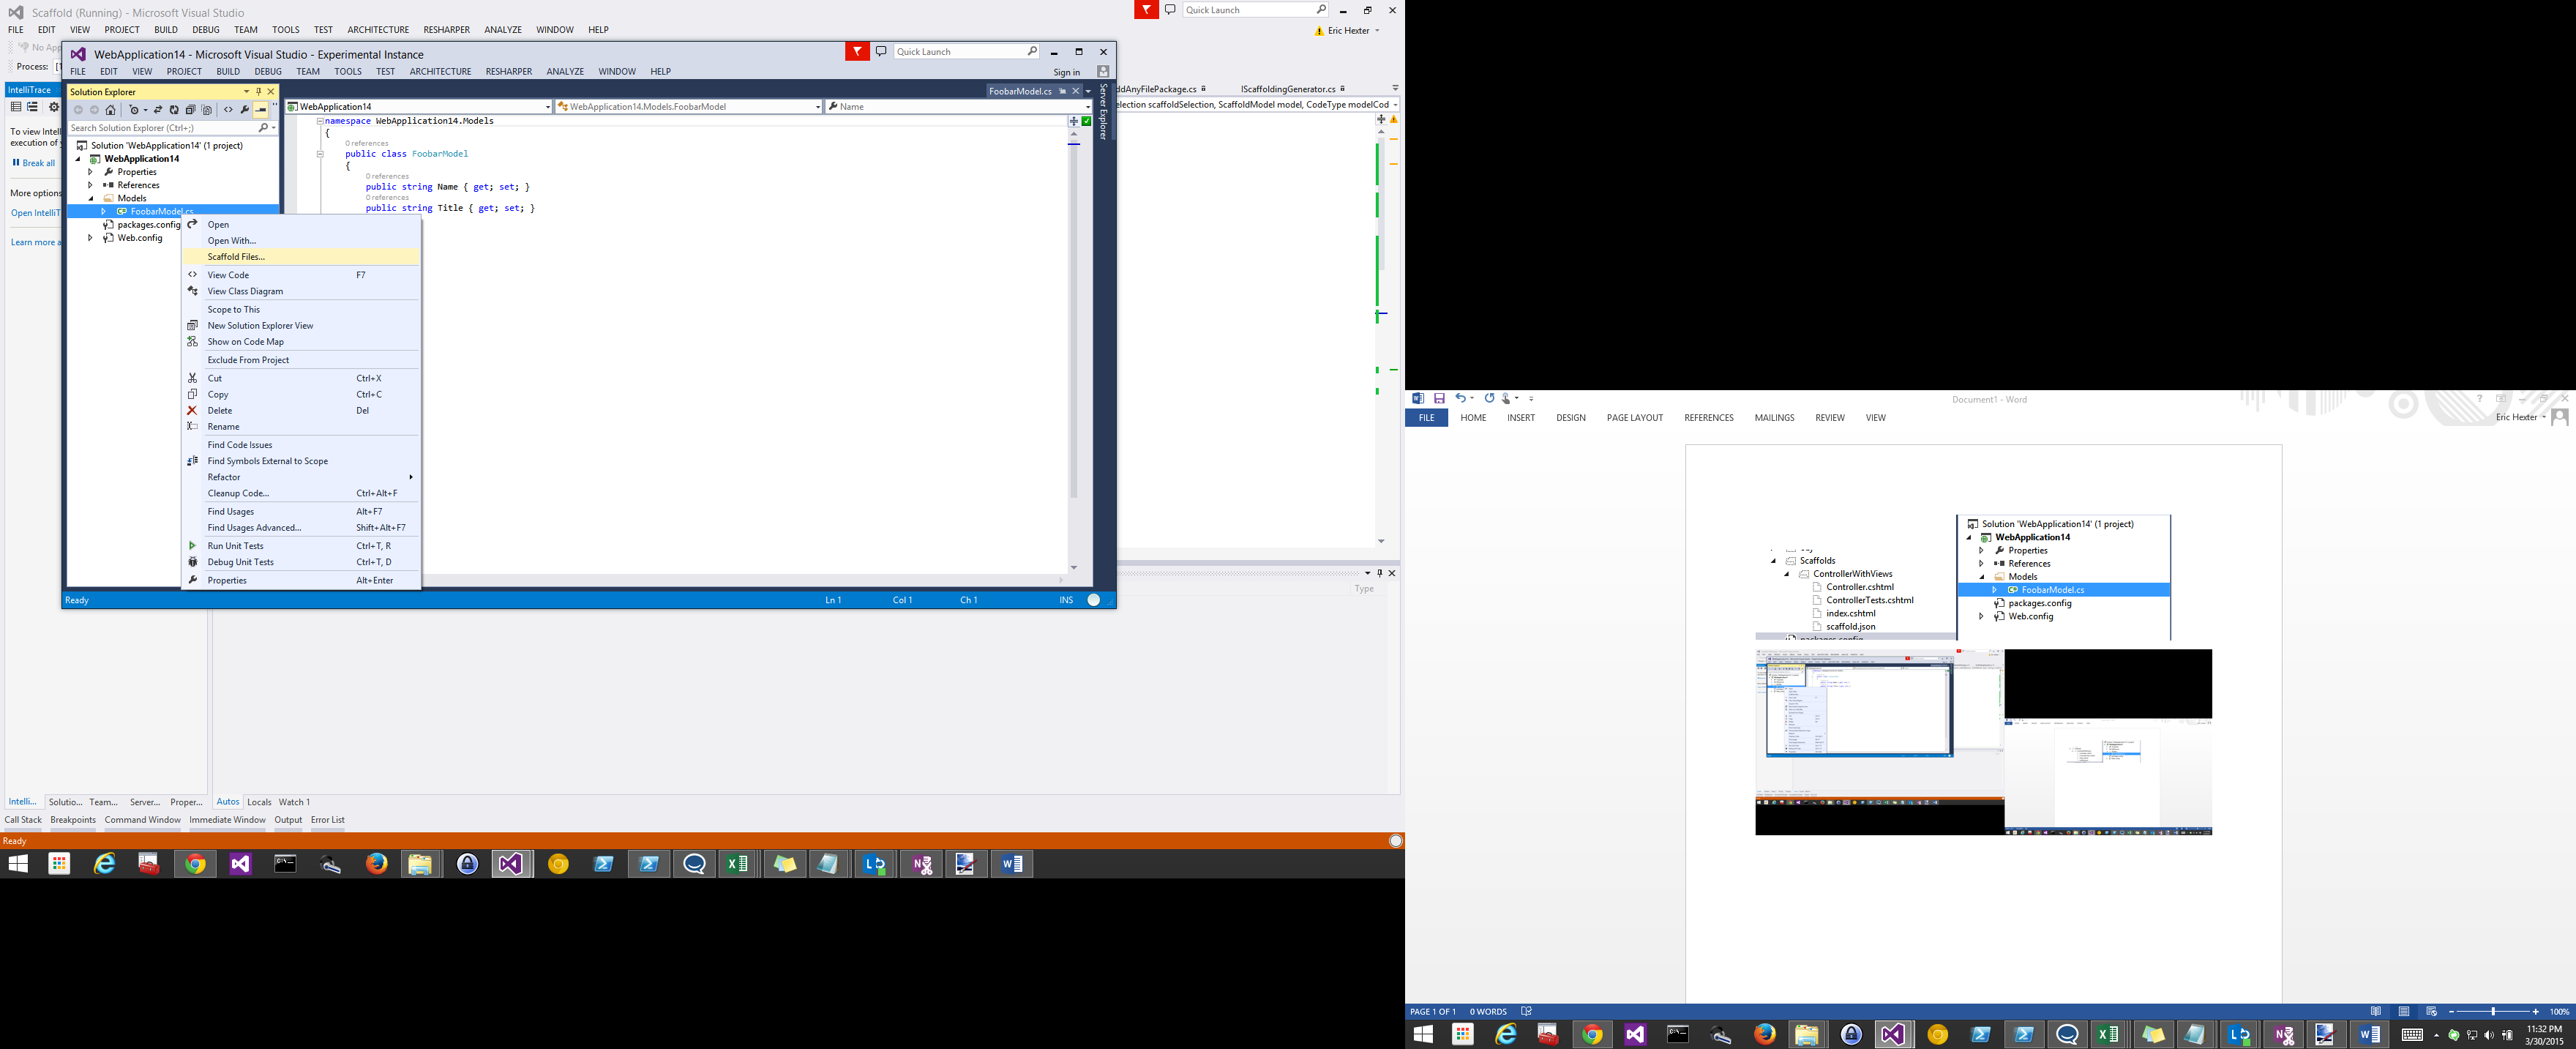 Scaffold (Running) - Microsoft Visual Studio
Quick Launch
FILE EDIT VIEW PROJECT BUILD DEBUG TEAM TOOLS TEST ARCHITECTURE RESHARPER ANALYZE WINDOW HELP
Eric Hexter
No App
Process: [1
IntelliTrace
To view Intell
execution of y
Break all
More options
Open IntelliT
Learn more a
WebApplication14 - Microsoft Visual Studio - Experimental Instance
Quick Launch
FILE EDIT VIEW PROJECT BUILD DEBUG TEAM TOOLS TEST ARCHITECTURE RESHARPER ANALYZE WINDOW HELP
Sign in
Solution Explorer
Search Solution Explorer (Ctrl+;)
Solution 'WebApplication14' (1 project)
WebApplication14
Properties
References
Models
FoobarModel.cs
packages.config
Web.config
FoobarModel.cs
Server Explorer
WebApplication14 WebApplication14.Models.FoobarModel Name
namespace WebApplication14.Models
{
0 references
public class FoobarModel
{
0 references
public string Name { get; set; }
0 references
public string Title { get; set; }
Open
Open With...
Scaffold Files...
View Code F7
View Class Diagram
Scope to This
New Solution Explorer View
Show on Code Map
Exclude From Project
Cut Ctrl+X
Copy Ctrl+C
Delete Del
Rename
Find Code Issues
Find Symbols External to Scope
Refactor
Cleanup Code... Ctrl+Alt+F
Find Usages Alt+F7
Find Usages Advanced... Shift+Alt+F7
Run Unit Tests Ctrl+T, R
Debug Unit Tests Ctrl+T, D
Properties Alt+Enter
Ready Ln 1 Col 1 Ch 1 INS
ddAnyFilePackage.cs IScaffoldingGenerator.cs
election scaffoldSelection, ScaffoldModel model, CodeType modelCod
Type
Intelli... Solutio... Team... Server... Proper... Autos Locals Watch 1
Call Stack Breakpoints Command Window Immediate Window Output Error List
Ready
Document1 - Word
Eric Hexter
FILE HOME INSERT DESIGN PAGE LAYOUT REFERENCES MAILINGS REVIEW VIEW
Scaffolds
ControllerWithViews
Controller.cshtml
ControllerTests.cshtml
index.cshtml
scaffold.json
packages.config
Solution 'WebApplication14' (1 project)
WebApplication14
Properties
References
Models
FoobarModel.cs
packages.config
Web.config
PAGE 1 OF 1 0 WORDS 100%
11:32 PM
3/30/2015